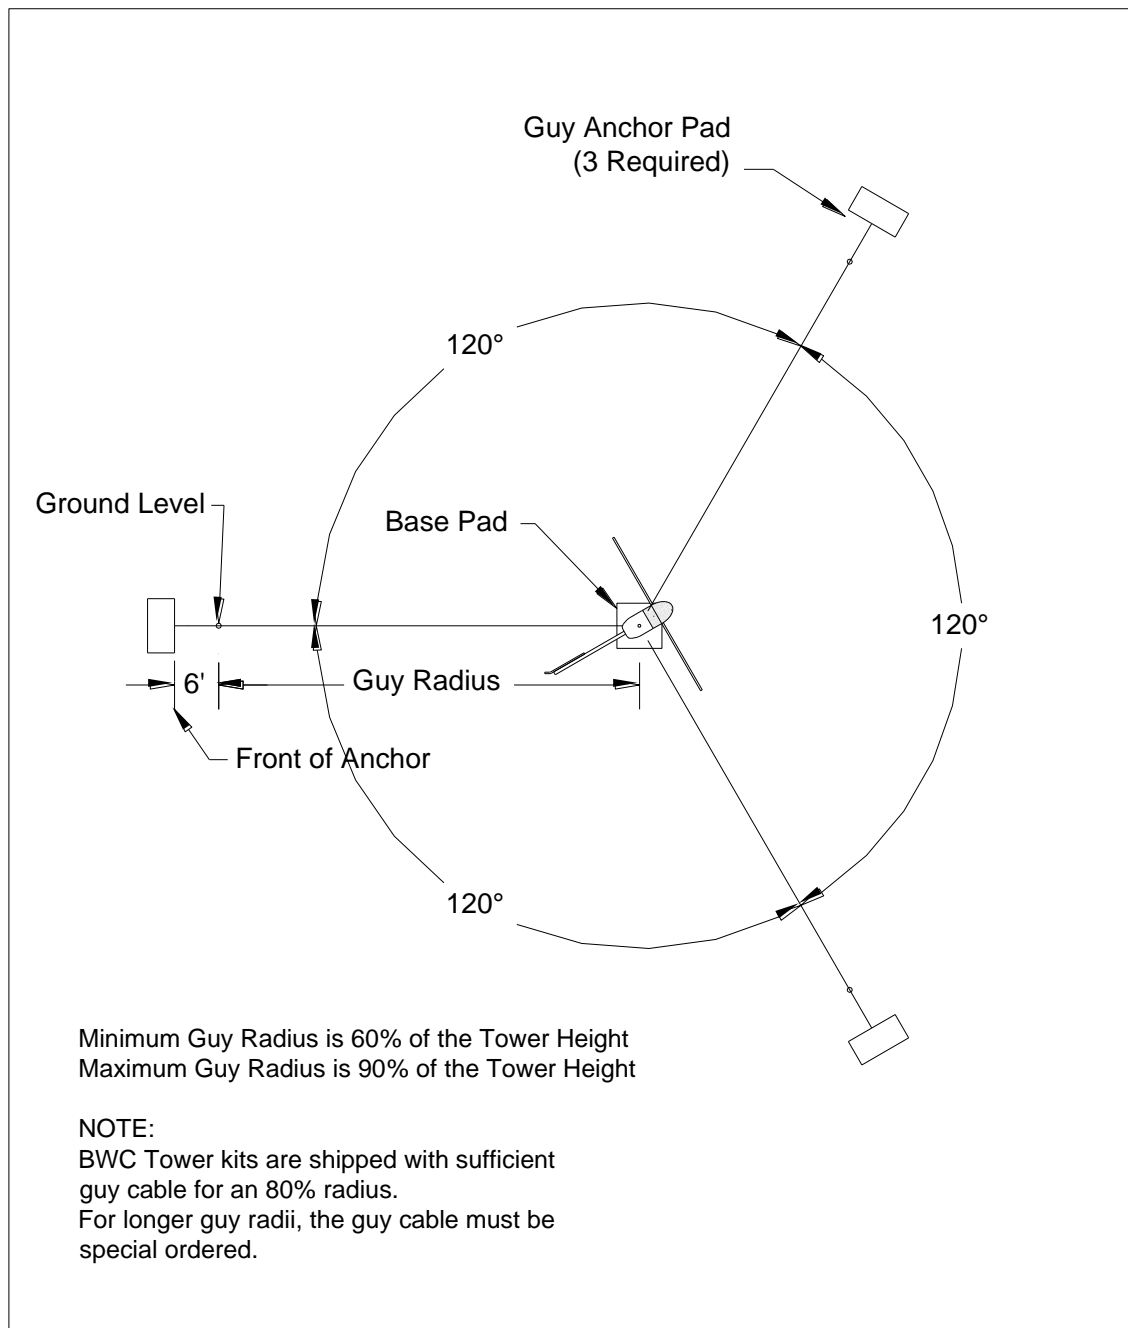 Guy Anchor Pad
(3 Required)
120°
Ground Level
Base Pad
120°
6'
Guy Radius
Front of Anchor
120°
Minimum Guy Radius is 60% of the Tower Height
Maximum Guy Radius is 90% of the Tower Height
NOTE:
BWC Tower kits are shipped with sufficient
guy cable for an 80% radius.
For longer guy radii, the guy cable must be
special ordered.